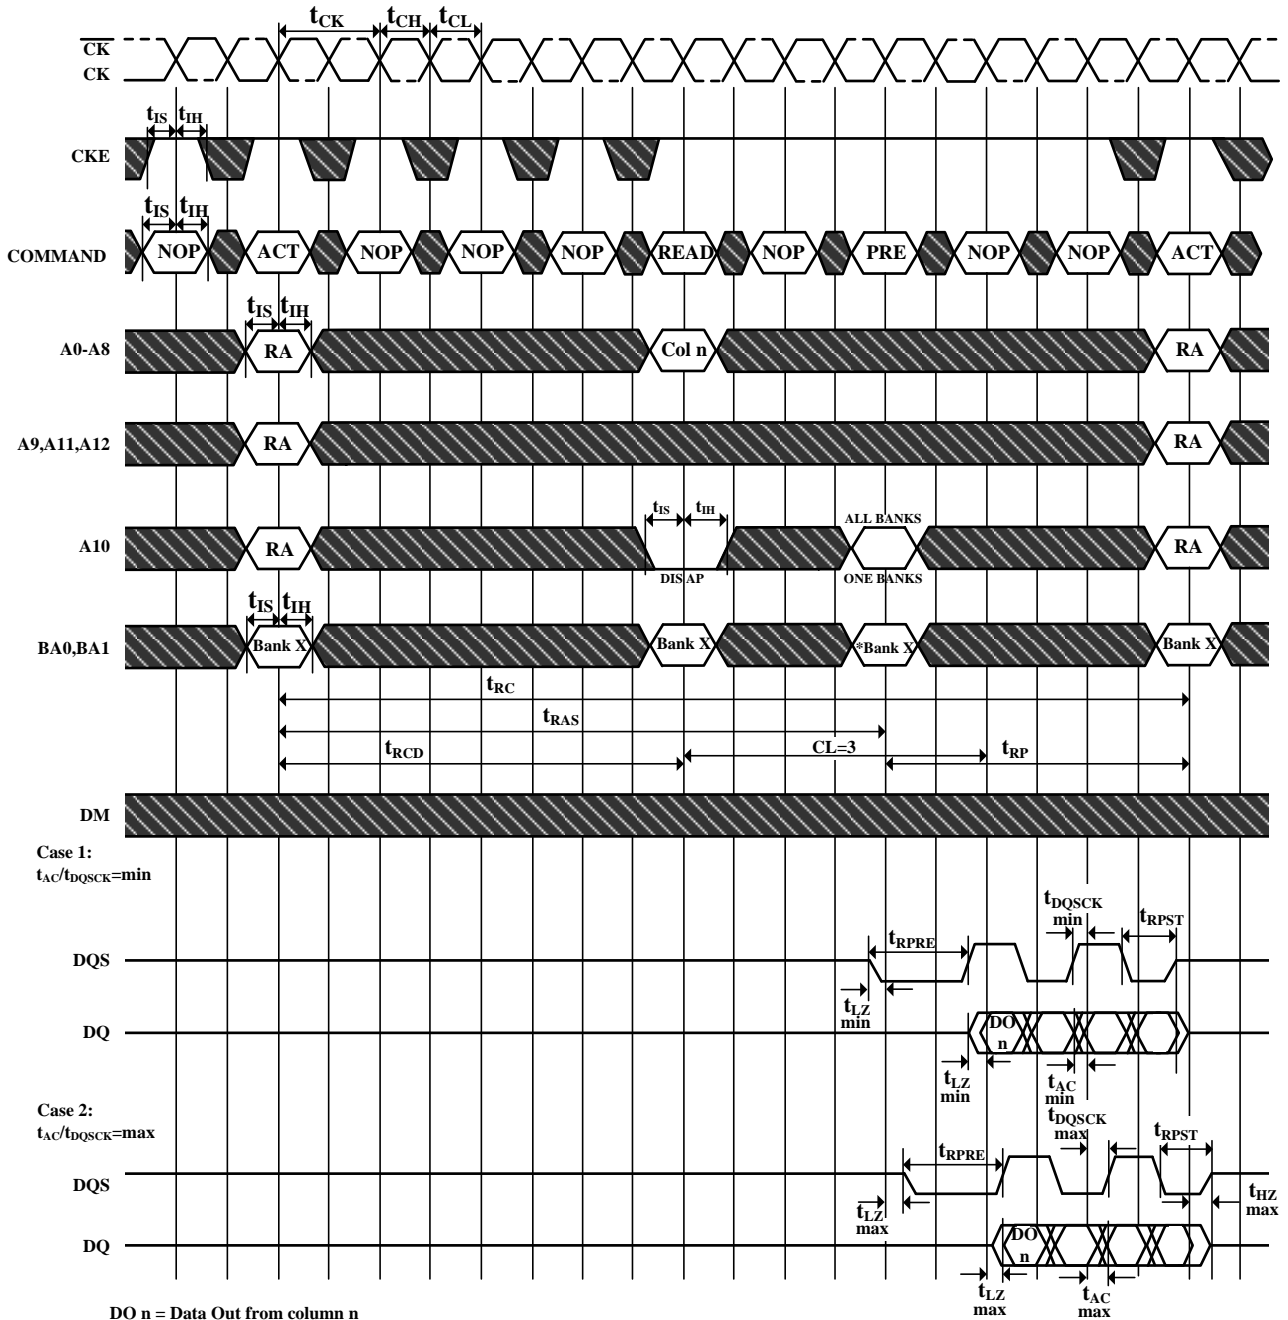 tCK tCH tCL
CK
CK
tIS tIH
CKE
tIS tIH
COMMAND NOP ACT NOP NOP NOP READ NOP PRE NOP NOP ACT
tIS tIH
A0-A8 RA Col n RA
A9,A11,A12 RA RA
tIS tIH ALL BANKS
A10 RA RA
DIS AP ONE BANKS
tIS tIH
BA0,BA1 Bank X Bank X *Bank X Bank X
tRC
tRAS
tRCD CL=3 tRP
DM
Case 1:
tAC/tDQSCK=min
tDQSCK
min
tRPST
tRPRE
DQS
tLZ
min
DQ DO
n
tLZ
min
tAC
min
Case 2:
tAC/tDQSCK=max
tDQSCK
max
tRPST
tRPRE
DQS
tLZ
max
tHZ
max
DQ DO
n
tLZ
max
tAC
max
DO n = Data Out from column n